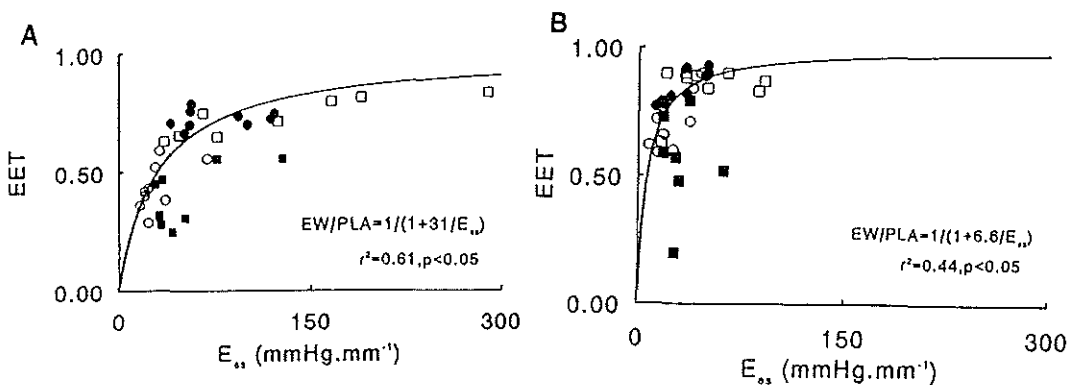 A
EET
1.00
0.50
0.00
EW/PLA=1/(1+31/Ees)
r²=0.61,p<0.05
0
150
300
Ees (mmHg.mm⁻¹)
B
EET
1.00
0.50
0.00
EW/PLA=1/(1+6.6/Ees)
r²=0.44,p<0.05
0
150
300
Ees (mmHg.mm⁻¹)